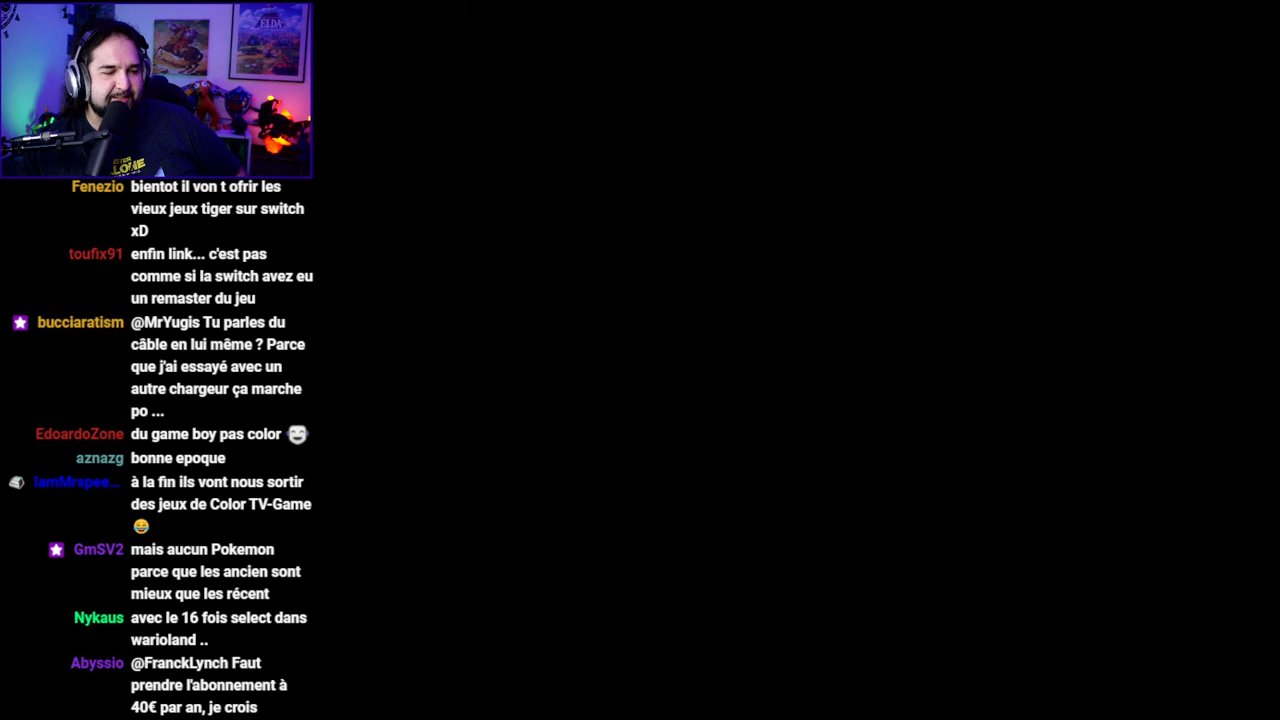 ZELDA
Fenezio bientot il von t ofrir les
vieux jeux tiger sur switch
xD
toufix91 enfin link... c'est pas
comme si la switch avez eu
un remaster du jeu
bucciaratism @MrYugis Tu parles du
câble en lui même ? Parce
que j'ai essayé avec un
autre chargeur ça marche
po ...
EdoardoZone du game boy pas color
aznazg bonne epoque
IamMrspee... à la fin ils vont nous sortir
des jeux de Color TV-Game
😂
GmSV2 mais aucun Pokemon
parce que les ancien sont
mieux que les récent
Nykaus avec le 16 fois select dans
warioland ..
Abyssio @FranckLynch Faut
prendre l'abonnement à
40€ par an, je crois